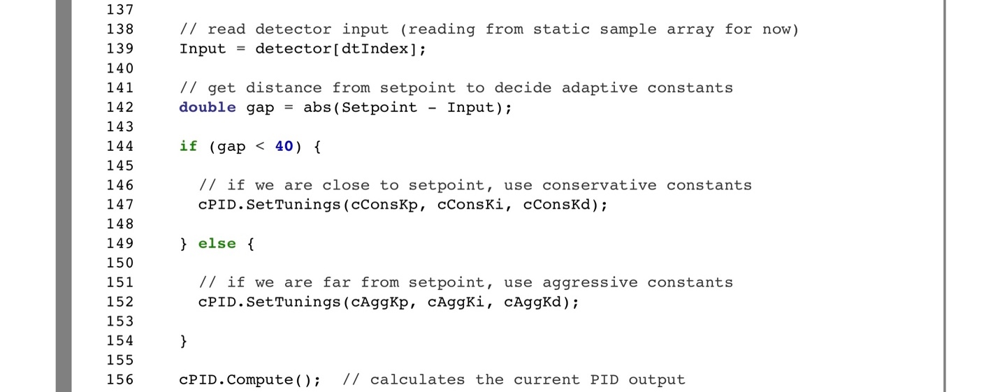 137
138 // read detector input (reading from static sample array for now)
139 Input = detector[dtIndex];
140
141 // get distance from setpoint to decide adaptive constants
142 double gap = abs(Setpoint - Input);
143
144 if (gap < 40) {
145
146 // if we are close to setpoint, use conservative constants
147 cPID.SetTunings(cConsKp, cConsKi, cConsKd);
148
149 } else {
150
151 // if we are far from setpoint, use aggressive constants
152 cPID.SetTunings(cAggKp, cAggKi, cAggKd);
153
154 }
155
156 cPID.Compute(); // calculates the current PID output